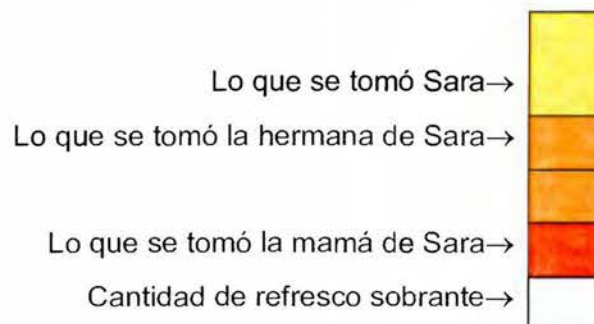 Lo que se tomó Sara→
Lo que se tomó la hermana de Sara→
Lo que se tomó la mamá de Sara→
Cantidad de refresco sobrante→